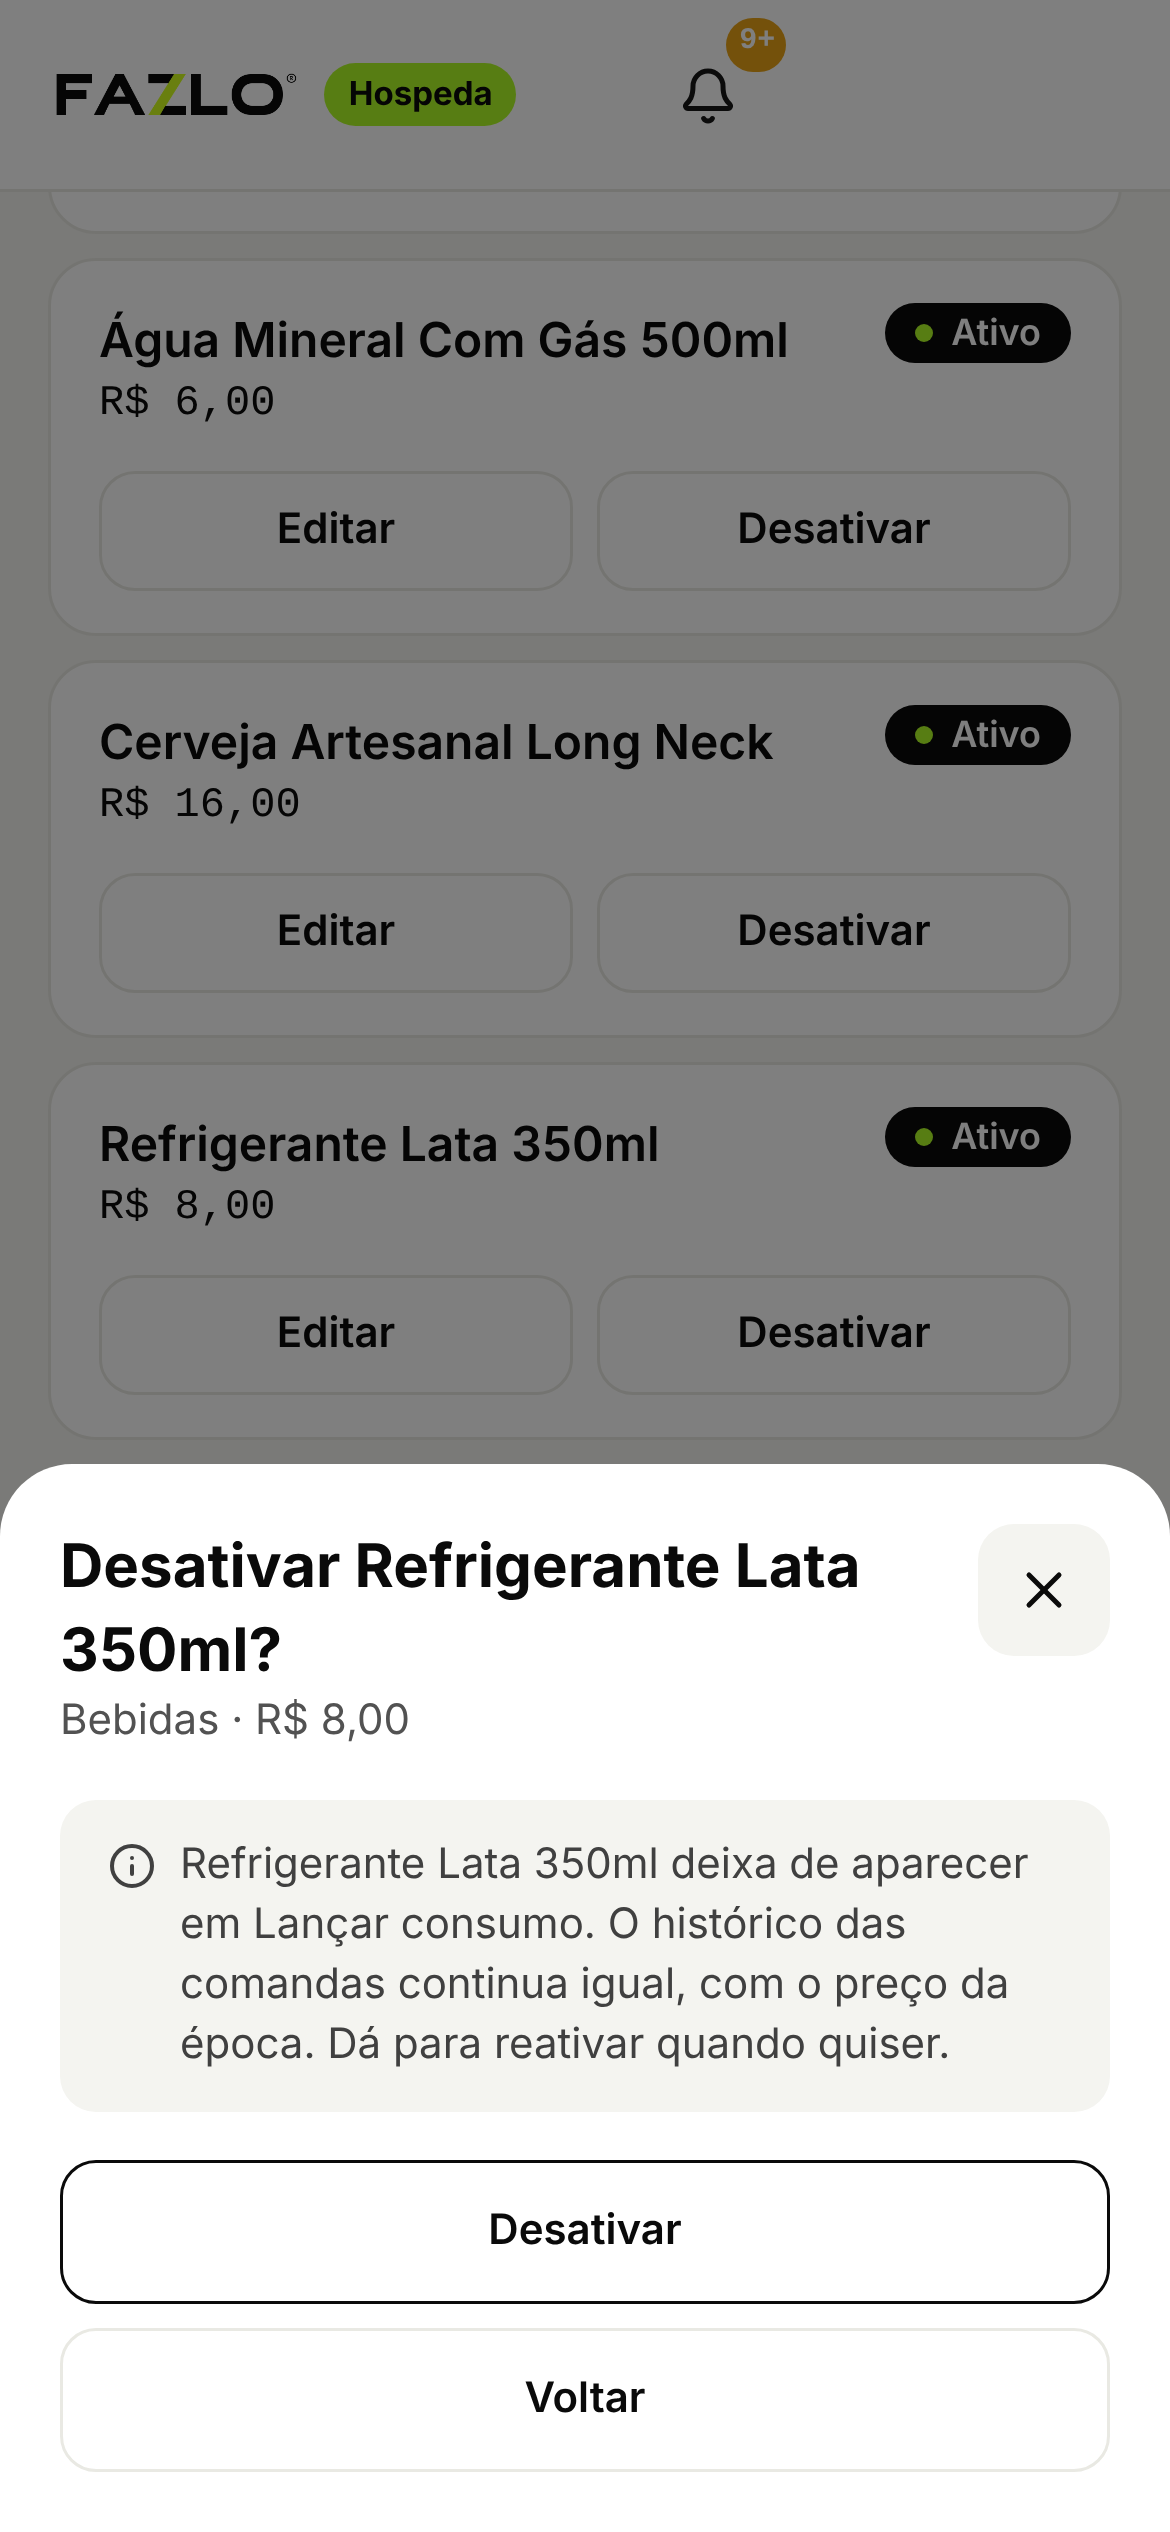 FAZLO®
Hospeda
9+
Água Mineral Com Gás 500ml
Ativo
R$ 6,00
Editar
Desativar
Cerveja Artesanal Long Neck
Ativo
R$ 16,00
Editar
Desativar
Refrigerante Lata 350ml
Ativo
R$ 8,00
Editar
Desativar
Desativar Refrigerante Lata
350ml?
Bebidas · R$ 8,00
Refrigerante Lata 350ml deixa de aparecer
em Lançar consumo. O histórico das
comandas continua igual, com o preço da
época. Dá para reativar quando quiser.
Desativar
Voltar